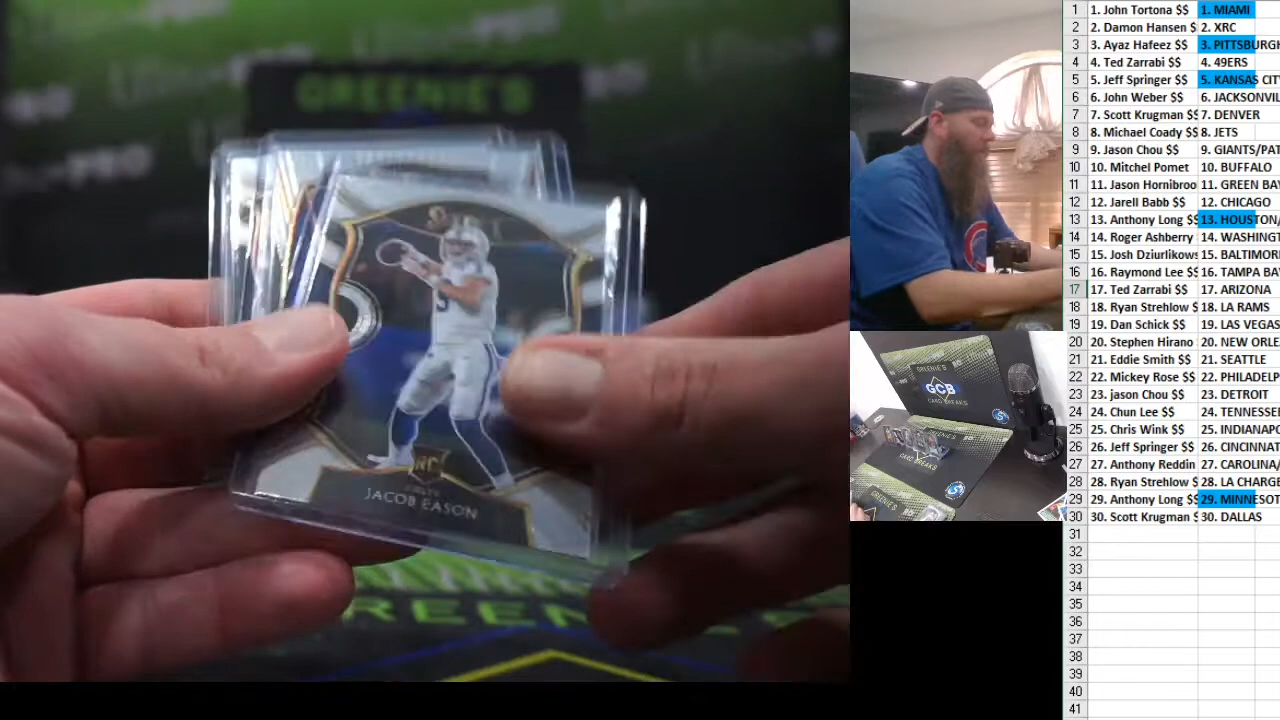 GREENIE'S
RC
JACOB EASON
GREENIE'S
GCB
CARD BREAKS
CARD BREAKS
GREENIE'S
1 1. John Tortona $$ 1. MIAMI
2 2. Damon Hansen $ 2. XRC
3 3. Ayaz Hafeez $$ 3. PITTSBURGH
4 4. Ted Zarrabi $$ 4. 49ERS
5 5. Jeff Springer $$ 5. KANSAS CITY
6 6. John Weber $$ 6. JACKSONVIL
7 7. Scott Krugman $ 7. DENVER
8 8. Michael Coady $$ 8. JETS
9 9. Jason Chou $$ 9. GIANTS/PAT
10 10. Mitchel Pomet 10. BUFFALO
11 11. Jason Hornibroo 11. GREEN BAY
12 12. Jarell Babb $$ 12. CHICAGO
13 13. Anthony Long $$ 13. HOUSTON/
14 14. Roger Ashberry 14. WASHINGT
15 15. Josh Dziurlikows 15. BALTIMOR
16 16. Raymond Lee $$ 16. TAMPA BA
17 17. Ted Zarrabi $$ 17. ARIZONA
18 18. Ryan Strehlow $ 18. LA RAMS
19 19. Dan Schick $$ 19. LAS VEGAS
20 20. Stephen Hirano 20. NEW ORLE
21 21. Eddie Smith $$ 21. SEATTLE
22 22. Mickey Rose $$ 22. PHILADELP
23 23. jason Chou $$ 23. DETROIT
24 24. Chun Lee $$ 24. TENNESSEE
25 25. Chris Wink $$ 25. INDIANAPO
26 26. Jeff Springer $$ 26. CINCINNAT
27 27. Anthony Reddin 27. CAROLINA/
28 28. Ryan Strehlow $ 28. LA CHARGE
29 29. Anthony Long $$ 29. MINNESOT
30 30. Scott Krugman $ 30. DALLAS
31
32
33
34
35
36
37
38
39
40
41